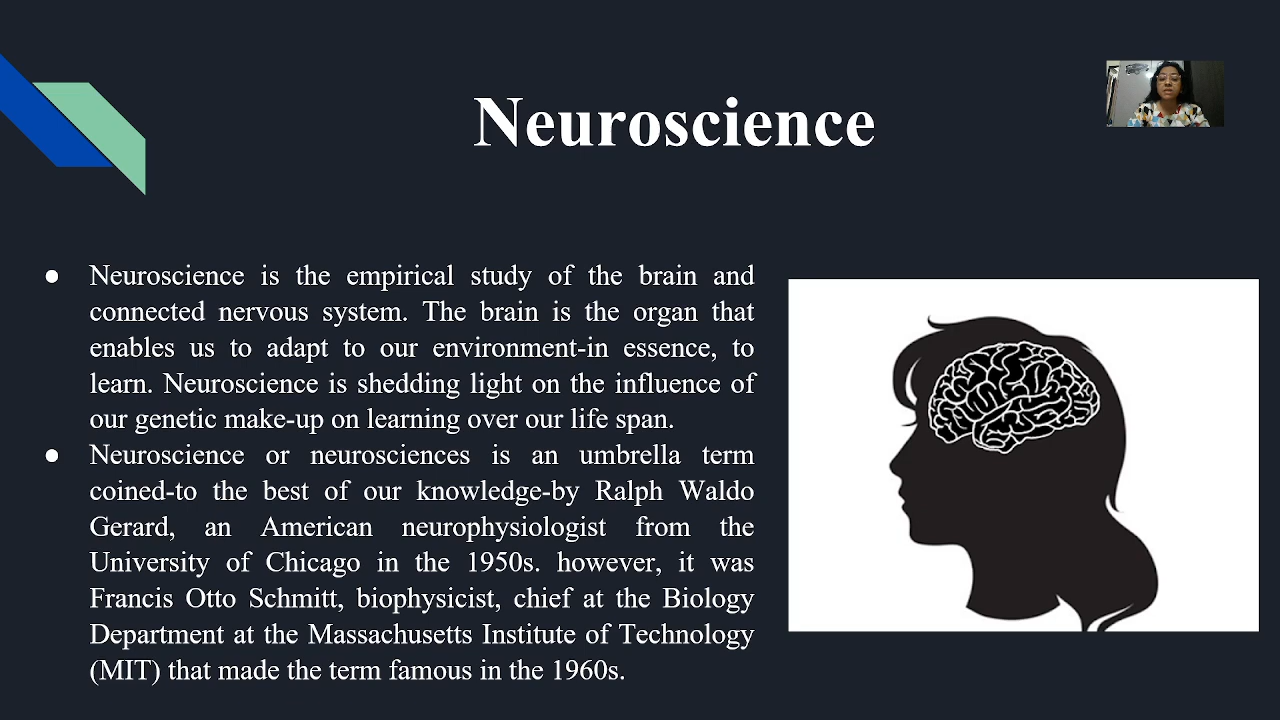 Neuroscience
● Neuroscience is the empirical study of the brain and
connected nervous system. The brain is the organ that
enables us to adapt to our environment-in essence, to
learn. Neuroscience is shedding light on the influence of
our genetic make-up on learning over our life span.
● Neuroscience or neurosciences is an umbrella term
coined-to the best of our knowledge-by Ralph Waldo
Gerard, an American neurophysiologist from the
University of Chicago in the 1950s. however, it was
Francis Otto Schmitt, biophysicist, chief at the Biology
Department at the Massachusetts Institute of Technology
(MIT) that made the term famous in the 1960s.